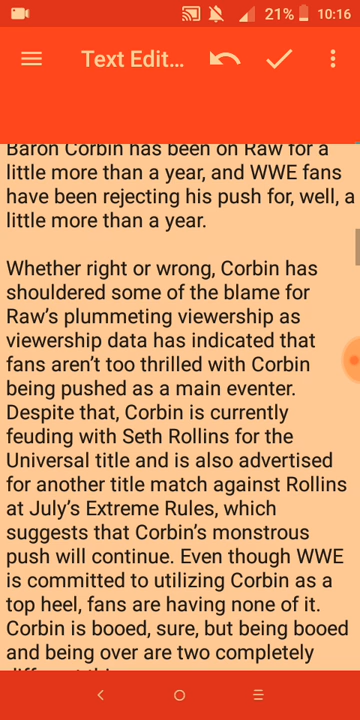 21% 10:16
Text Edit...
Baron Corbin has been on Raw for a
little more than a year, and WWE fans
have been rejecting his push for, well, a
little more than a year.
Whether right or wrong, Corbin has
shouldered some of the blame for
Raw’s plummeting viewership as
viewership data has indicated that
fans aren’t too thrilled with Corbin
being pushed as a main eventer.
Despite that, Corbin is currently
feuding with Seth Rollins for the
Universal title and is also advertised
for another title match against Rollins
at July’s Extreme Rules, which
suggests that Corbin’s monstrous
push will continue. Even though WWE
is committed to utilizing Corbin as a
top heel, fans are having none of it.
Corbin is booed, sure, but being booed
and being over are two completely